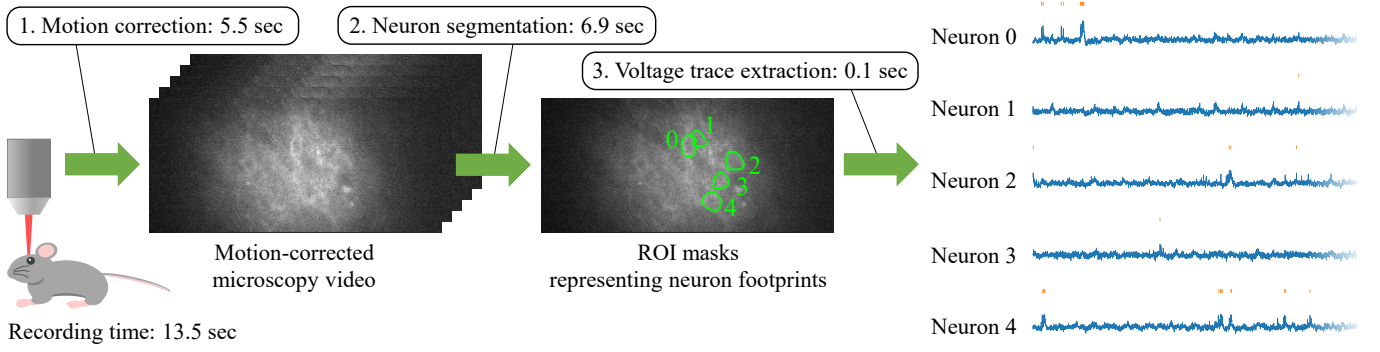 1. Motion correction: 5.5 sec
2. Neuron segmentation: 6.9 sec
3. Voltage trace extraction: 0.1 sec
Motion-corrected
microscopy video
0
1
2
3
4
ROI masks
representing neuron footprints
Recording time: 13.5 sec
Neuron 0
Neuron 1
Neuron 2
Neuron 3
Neuron 4